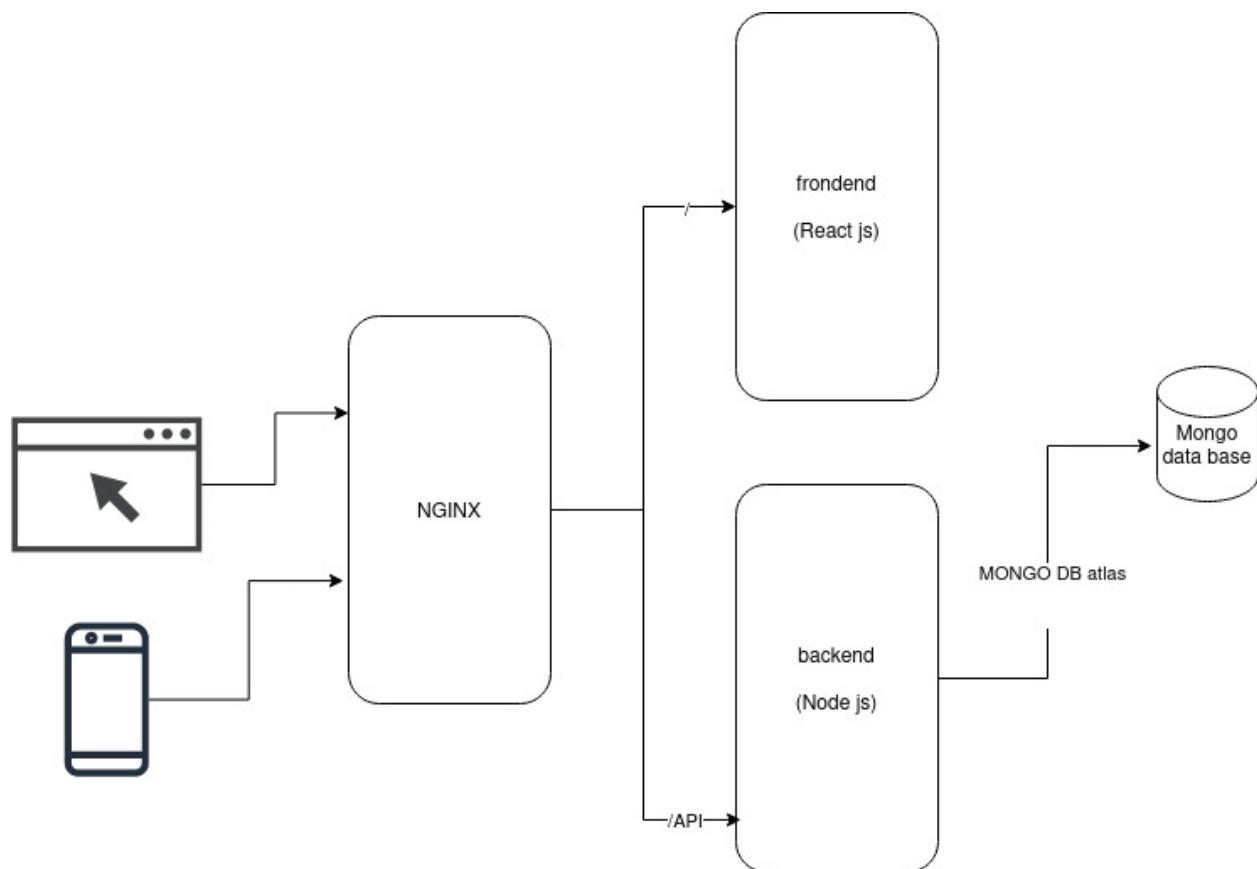 frondend
(React js)
/
NGINX
Mongo
data base
MONGO DB atlas
backend
(Node js)
/API